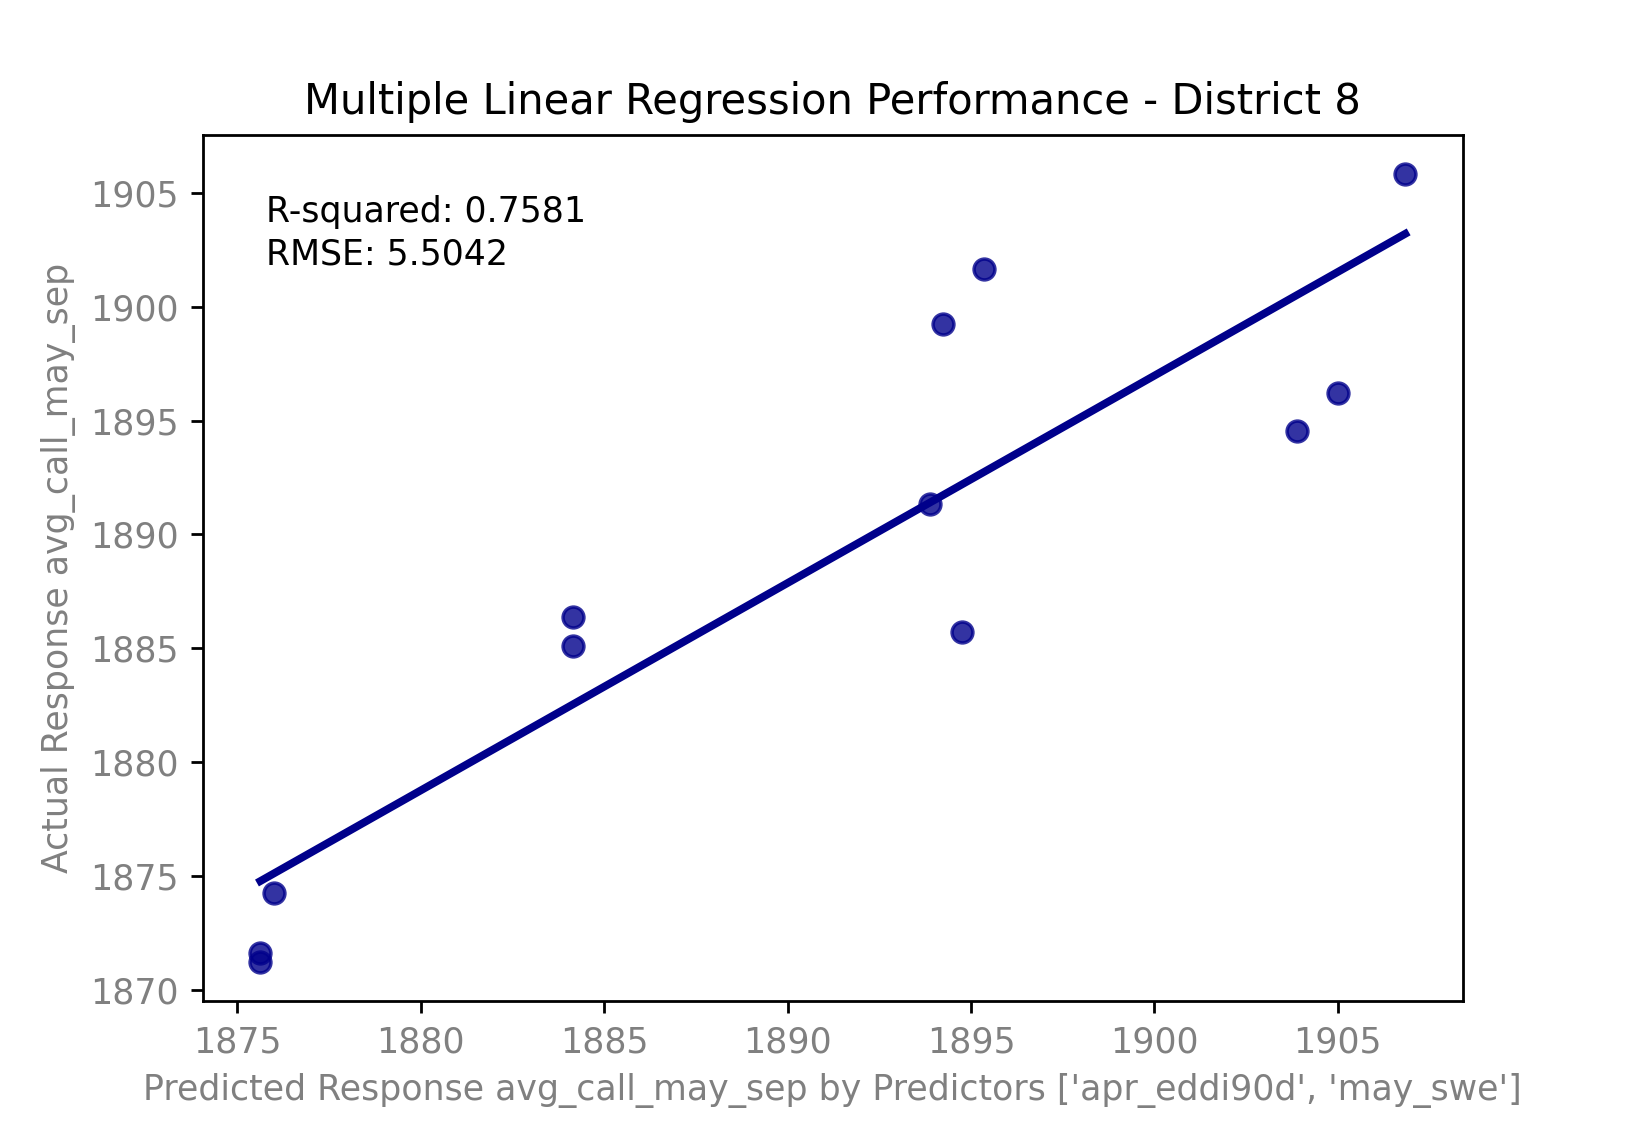 Multiple Linear Regression Performance - District 8
R-squared: 0.7581
RMSE: 5.5042
Actual Response avg_call_may_sep
1905
1900
1895
1890
1885
1880
1875
1870
1875 1880 1885 1890 1895 1900 1905
Predicted Response avg_call_may_sep by Predictors ['apr_eddi90d', 'may_swe']